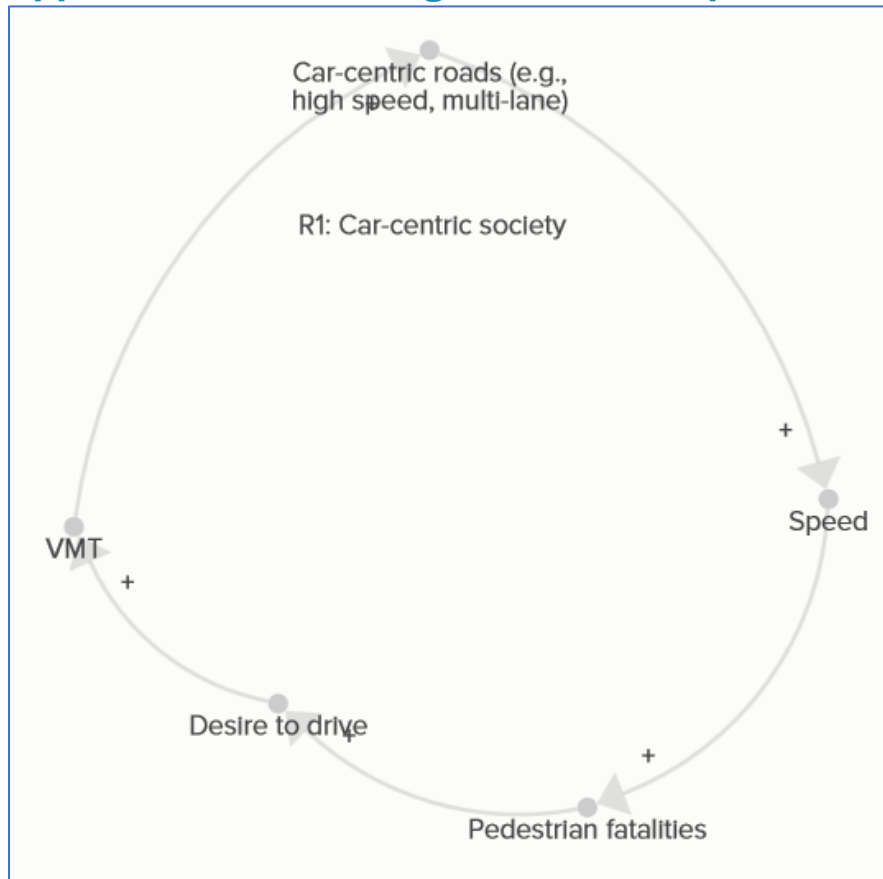 Car-centric roads (e.g.,
high speed, multi-lane)
+
R1: Car-centric society
+
Speed
VMT
+
Desire to drive
+
+
Pedestrian fatalities